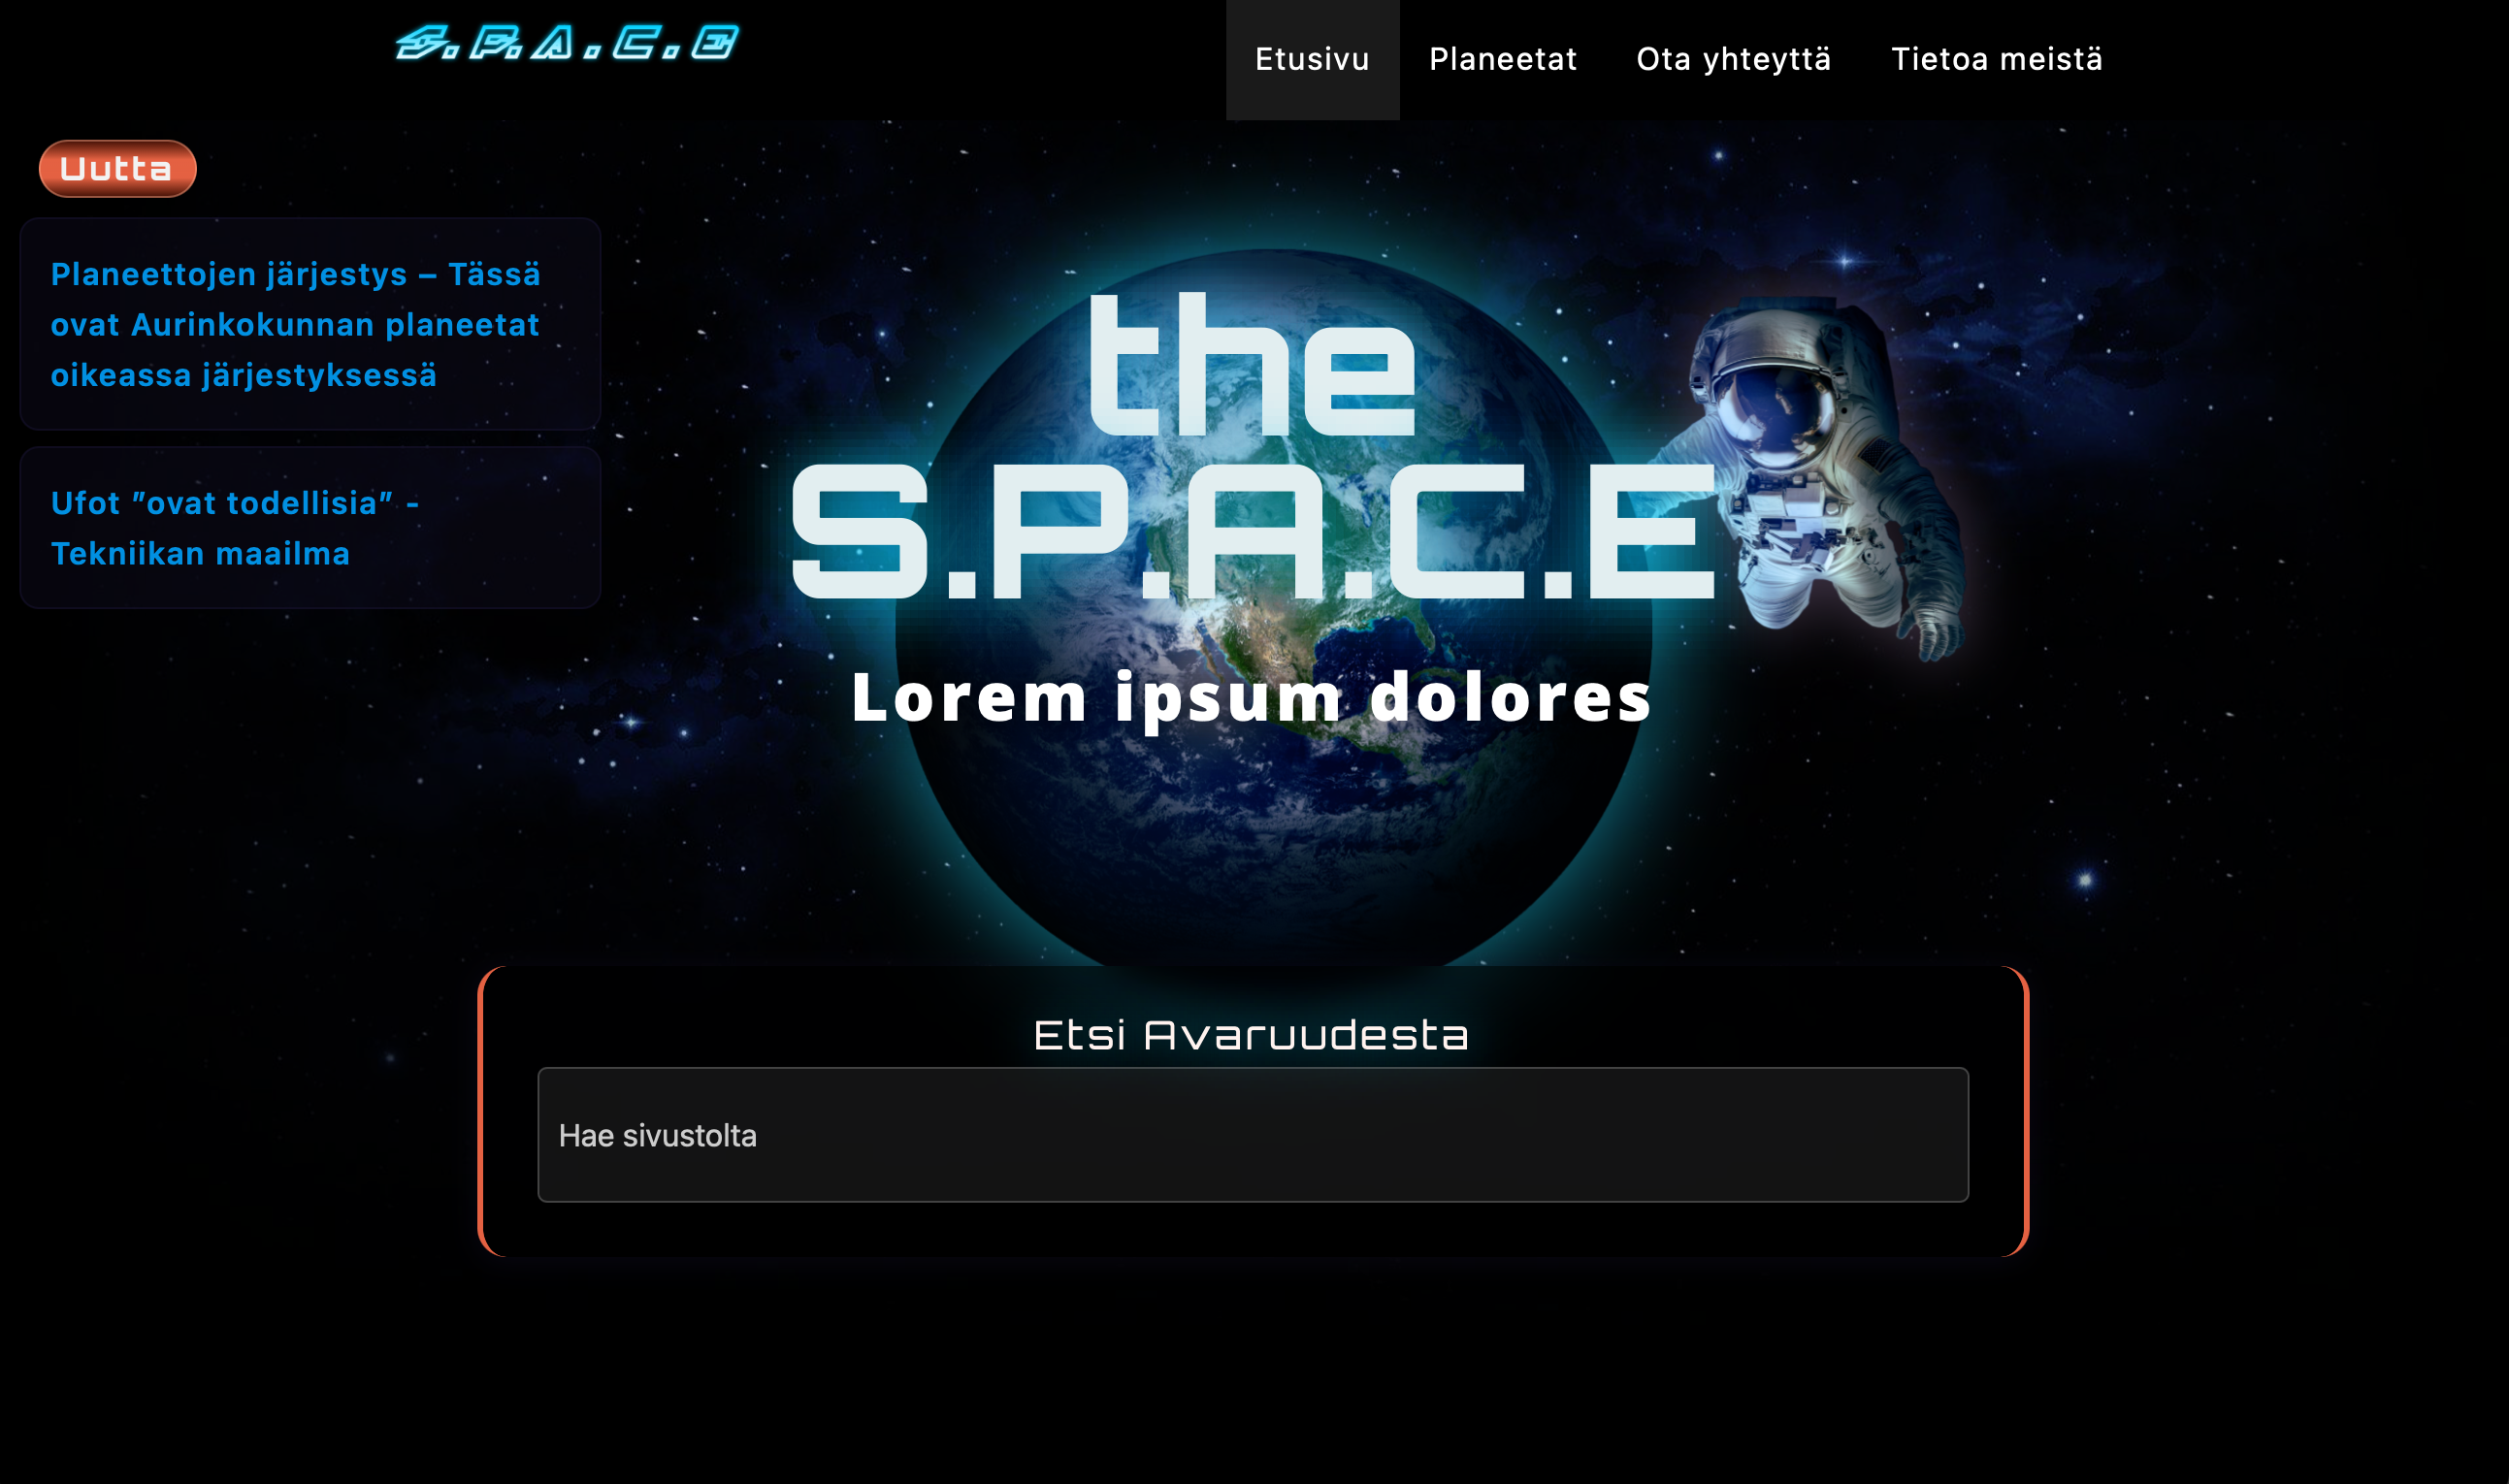 S.P.A.C.E
Etusivu Planeetat Ota yhteyttä Tietoa meistä
Uutta
Planeettojen järjestys – Tässä
ovat Aurinkokunnan planeetat
oikeassa järjestyksessä
Ufot ”ovat todellisia” -
Tekniikan maailma
the
S.P.A.C.E
Lorem ipsum dolores
Etsi Avaruudesta
Hae sivustolta